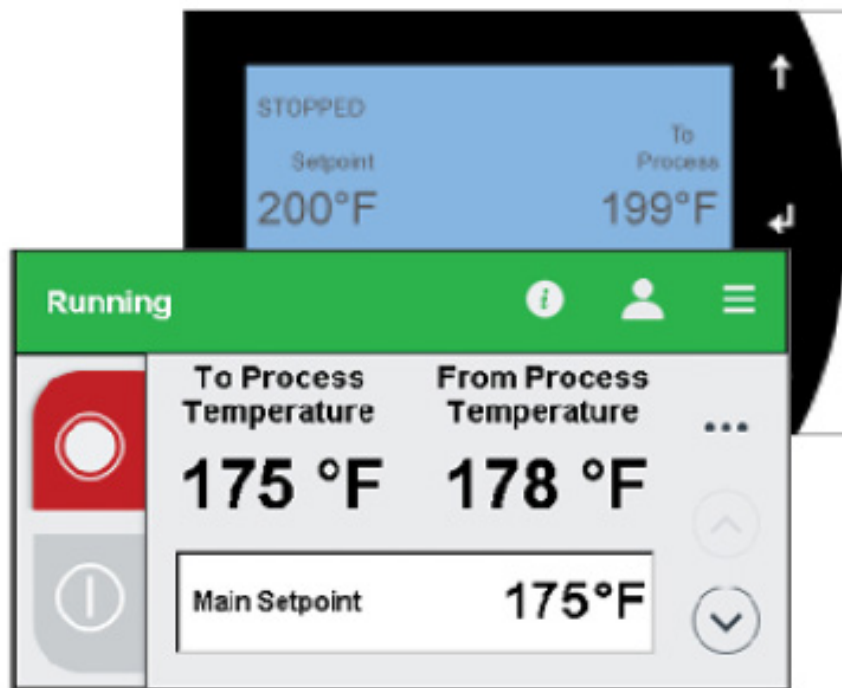 STOPPED
To
Setpoint Process
200°F 199°F
Running
To Process From Process
Temperature Temperature
175 °F 178 °F
Main Setpoint 175°F